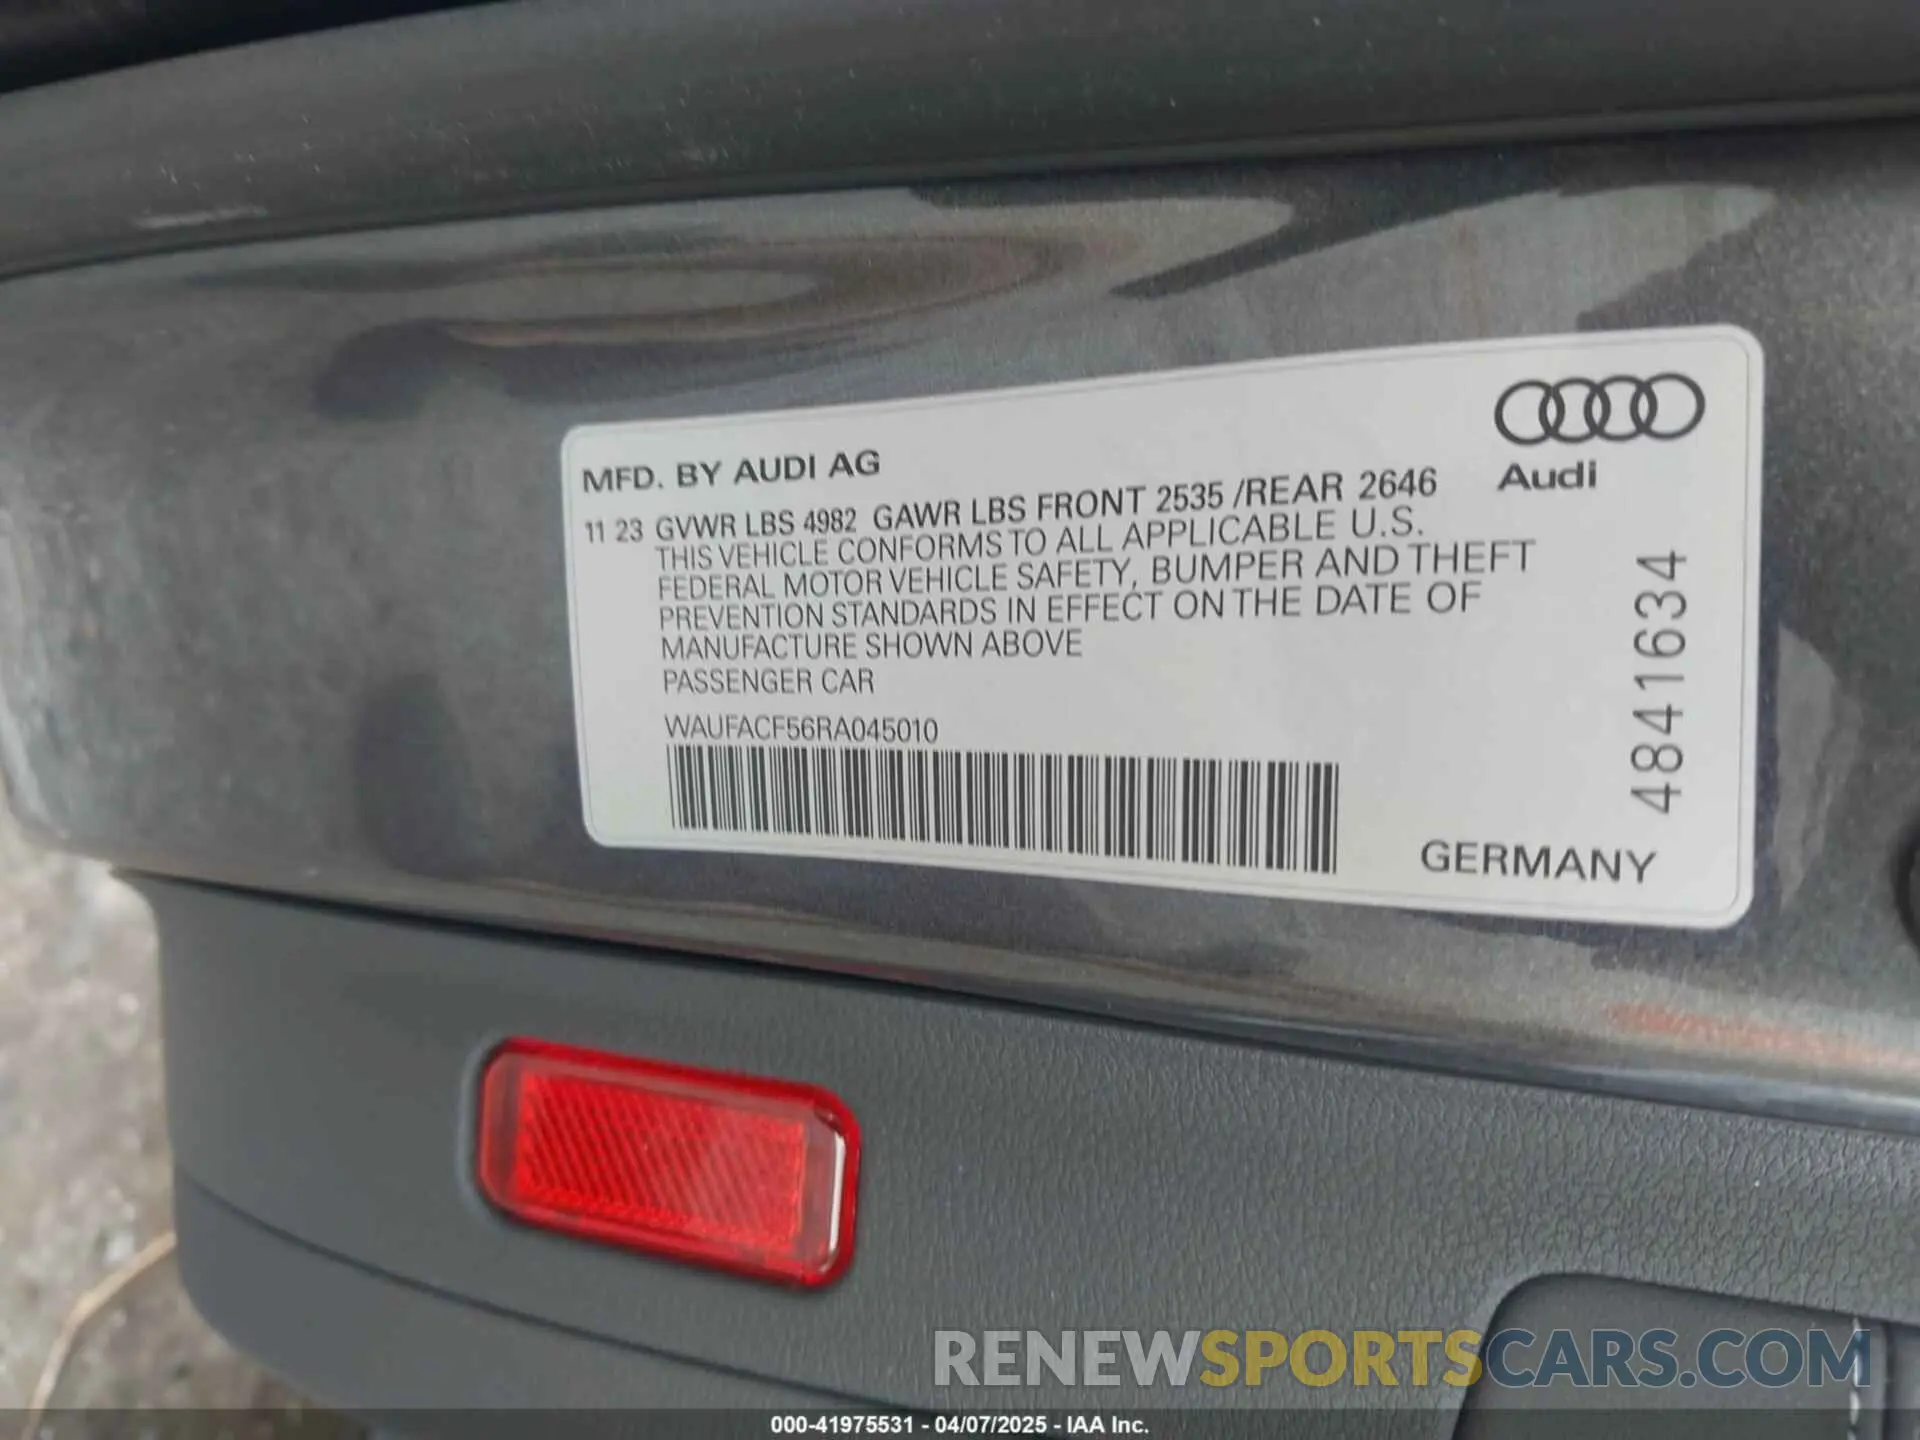 MFD. BY AUDI AG
Audi
11 23 GVWR LBS 4982 GAWR LBS FRONT 2535 /REAR 2646
THIS VEHICLE CONFORMS TO ALL APPLICABLE U.S.
FEDERAL MOTOR VEHICLE SAFETY, BUMPER AND THEFT
PREVENTION STANDARDS IN EFFECT ON THE DATE OF
MANUFACTURE SHOWN ABOVE
PASSENGER CAR
WAUFACF56RA045010
4841634
GERMANY
RENEWSPORTSCARS.COM
000-41975531 - 04/07/2025 - IAA Inc.